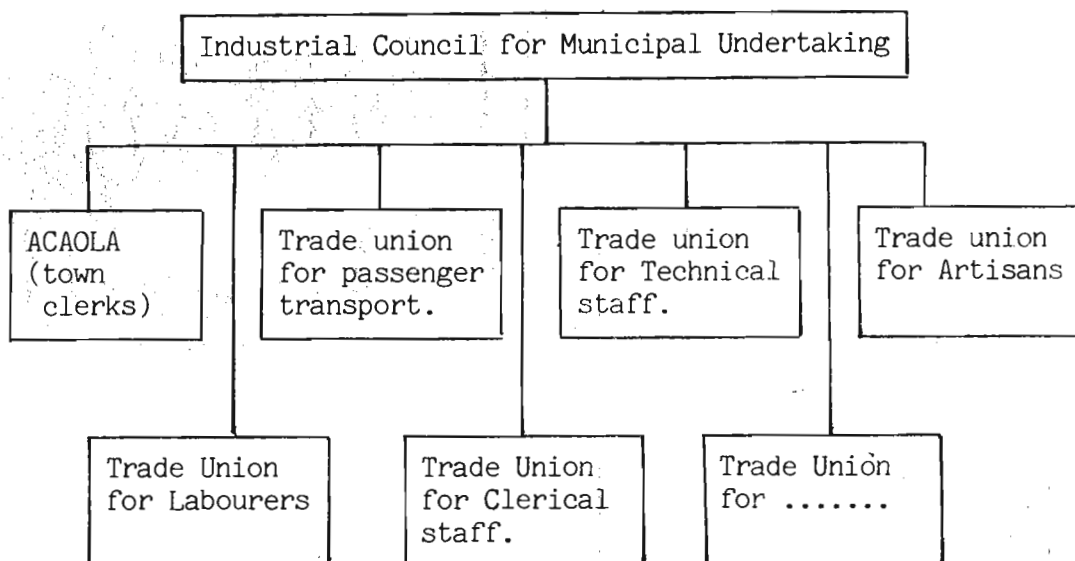 Industrial Council for Municipal Undertaking
ACAOLA
(town
clerks)
Trade union
for passenger
transport.
Trade union
for Technical
staff.
Trade union
for Artisans
Trade Union
for Labourers
Trade Union
for Clerical
staff.
Trade Union
for .......